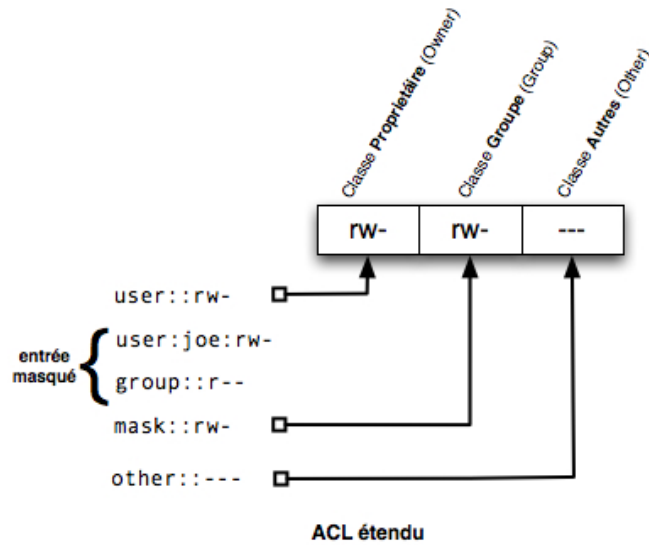 Classe Proprietáire (Owner)
Classe Groupe (Group)
Classe Autres (Other)
rw- rw- ---
user::rw-
user:joe:rw-
entrée
masqué
group::r--
mask::rw-
other::---
ACL étendu